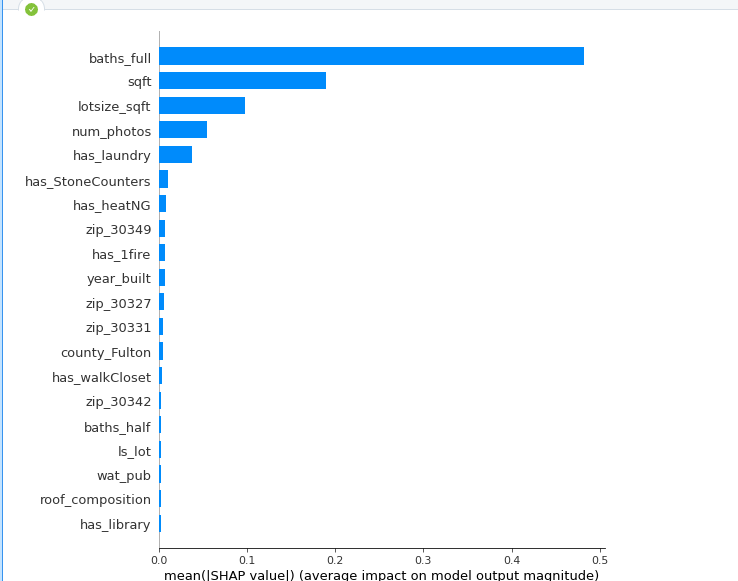 baths_full
sqft
lotsize_sqft
num_photos
has_laundry
has_StoneCounters
has_heatNG
zip_30349
has_1fire
year_built
zip_30327
zip_30331
county_Fulton
has_walkCloset
zip_30342
baths_half
ls_lot
wat_pub
roof_composition
has_library
0.0 0.1 0.2 0.3 0.4 0.5
mean(|SHAP value|) (average impact on model output magnitude)